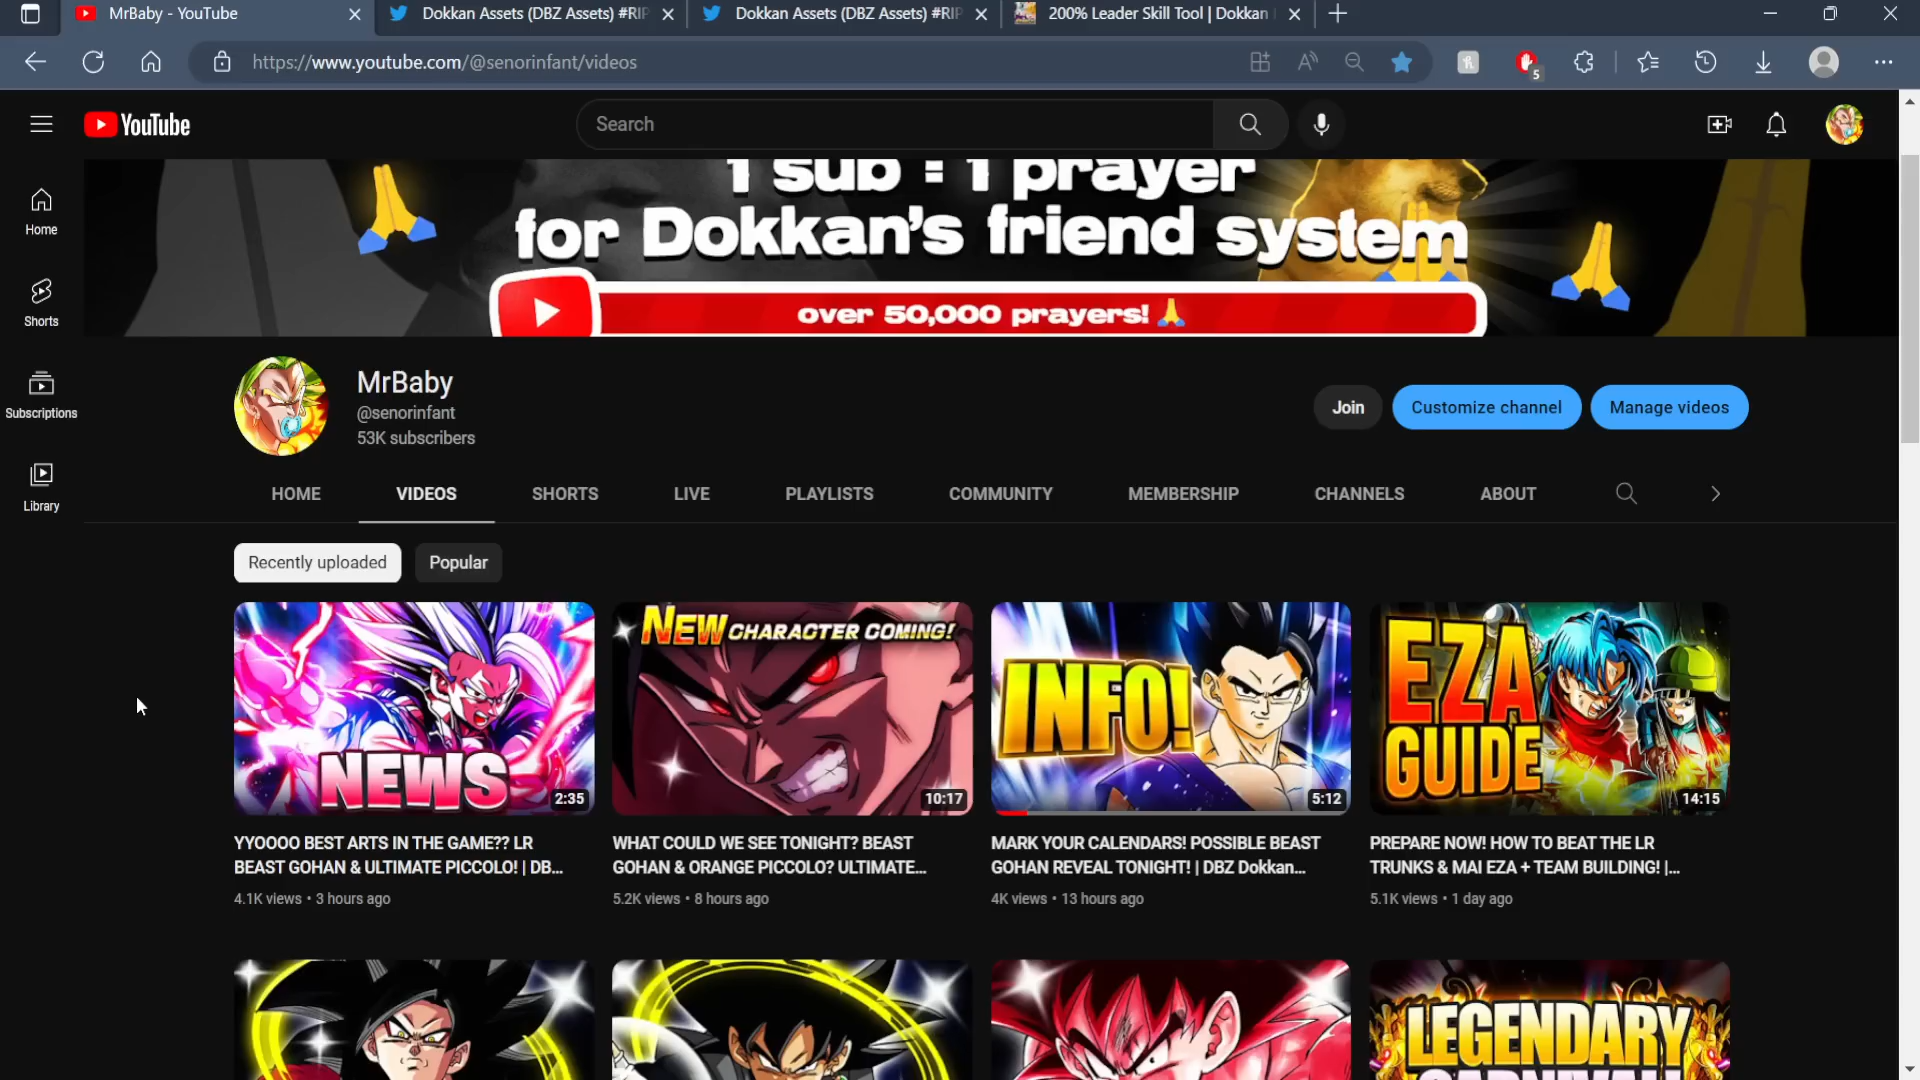 MrBaby - YouTube
Dokkan Assets (DBZ Assets) #RIP
Dokkan Assets (DBZ Assets) #RIP
200% Leader Skill Tool | Dokkan
https://www.youtube.com/@senorinfant/videos
5
YouTube
Search
1 sub = 1 prayer
for Dokkan's friend system
over 50,000 prayers!🙏
Home
Shorts
Subscriptions
Library
MrBaby
@senorinfant
53K subscribers
Join
Customize channel
Manage videos
HOME
VIDEOS
SHORTS
LIVE
PLAYLISTS
COMMUNITY
MEMBERSHIP
CHANNELS
ABOUT
Recently uploaded
Popular
NEWS
2:35
NEW CHARACTER COMING!
10:17
INFO!
5:12
EZA
GUIDE
14:15
YYOOOO BEST ARTS IN THE GAME?? LR
BEAST GOHAN & ULTIMATE PICCOLO! | DB...
4.1K views • 3 hours ago
WHAT COULD WE SEE TONIGHT? BEAST
GOHAN & ORANGE PICCOLO? ULTIMATE...
5.2K views • 8 hours ago
MARK YOUR CALENDARS! POSSIBLE BEAST
GOHAN REVEAL TONIGHT! | DBZ Dokkan...
4K views • 13 hours ago
PREPARE NOW! HOW TO BEAT THE LR
TRUNKS & MAI EZA + TEAM BUILDING! |...
5.1K views • 1 day ago
LEGENDARY
CARNIVAL!